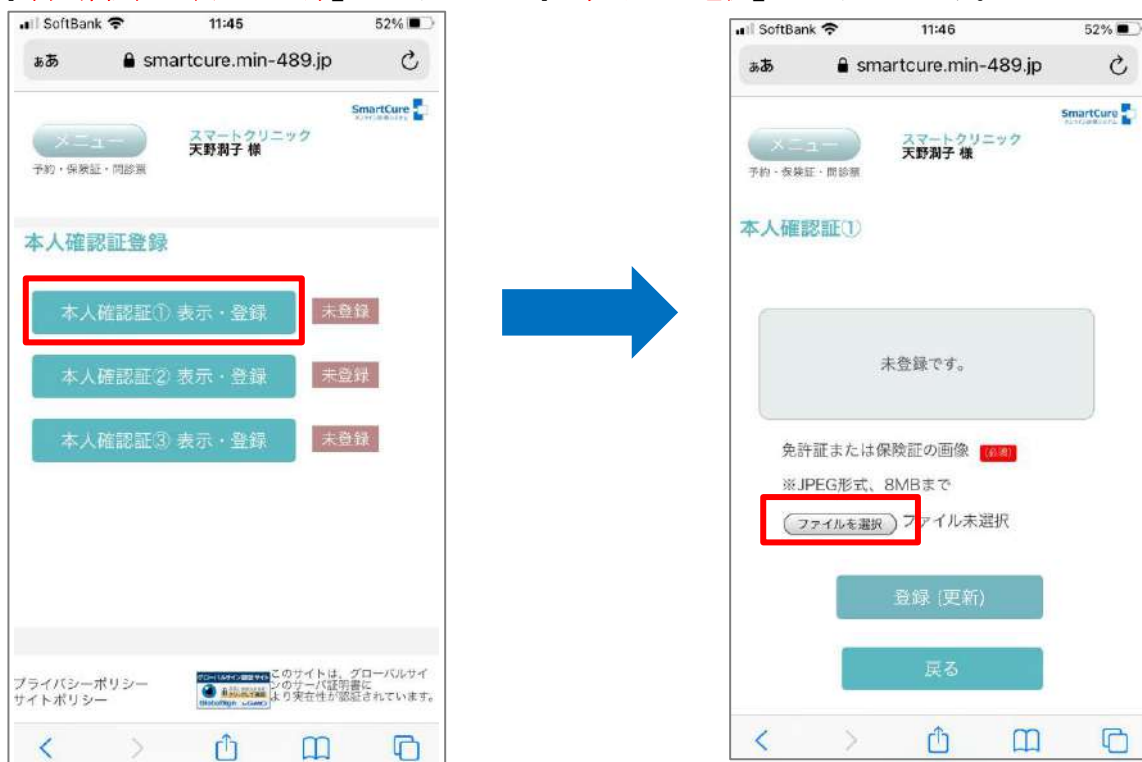 SoftBank 11:45 52%
ああ smartcure.min-489.jp
SmartCure
メニュー
スマートクリニック
天野潤子 様
予約・保険証・問診票
本人確認証登録
本人確認証① 表示・登録 未登録
本人確認証② 表示・登録 未登録
本人確認証③ 表示・登録 未登録
プライバシーポリシー
サイトポリシー
このサイトは、グローバルサイ
ンのサーバ証明書に
より実在性が認証されています。
SoftBank 11:46 52%
ああ smartcure.min-489.jp
SmartCure
メニュー
スマートクリニック
天野潤子 様
予約・保険証・問診票
本人確認証①
未登録です。
免許証または保険証の画像 (必須)
※JPEG形式、8MBまで
ファイルを選択 ファイル未選択
登録 (更新)
戻る